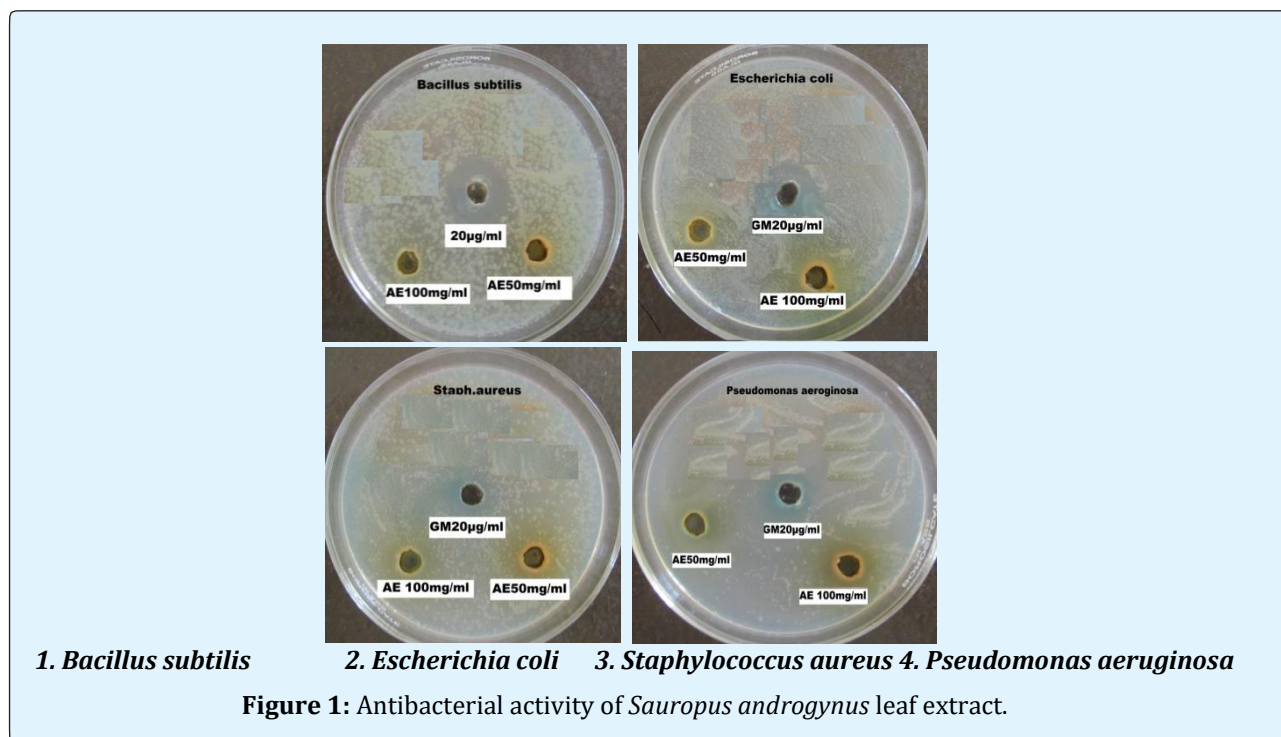 Bacillus subtilis
20µg/ml
AE100mg/ml
AE50mg/ml
Escherichia coli
GM20µg/ml
AE50mg/ml
AE 100mg/ml
Staph.aureus
GM20µg/ml
AE 100mg/ml
AE50mg/ml
Pseudomonas aeroginosa
GM20µg/ml
AE50mg/ml
AE 100mg/ml
1. Bacillus subtilis 2. Escherichia coli 3. Staphylococcus aureus 4. Pseudomonas aeruginosa
Figure 1: Antibacterial activity of Sauropus androgynus leaf extract.